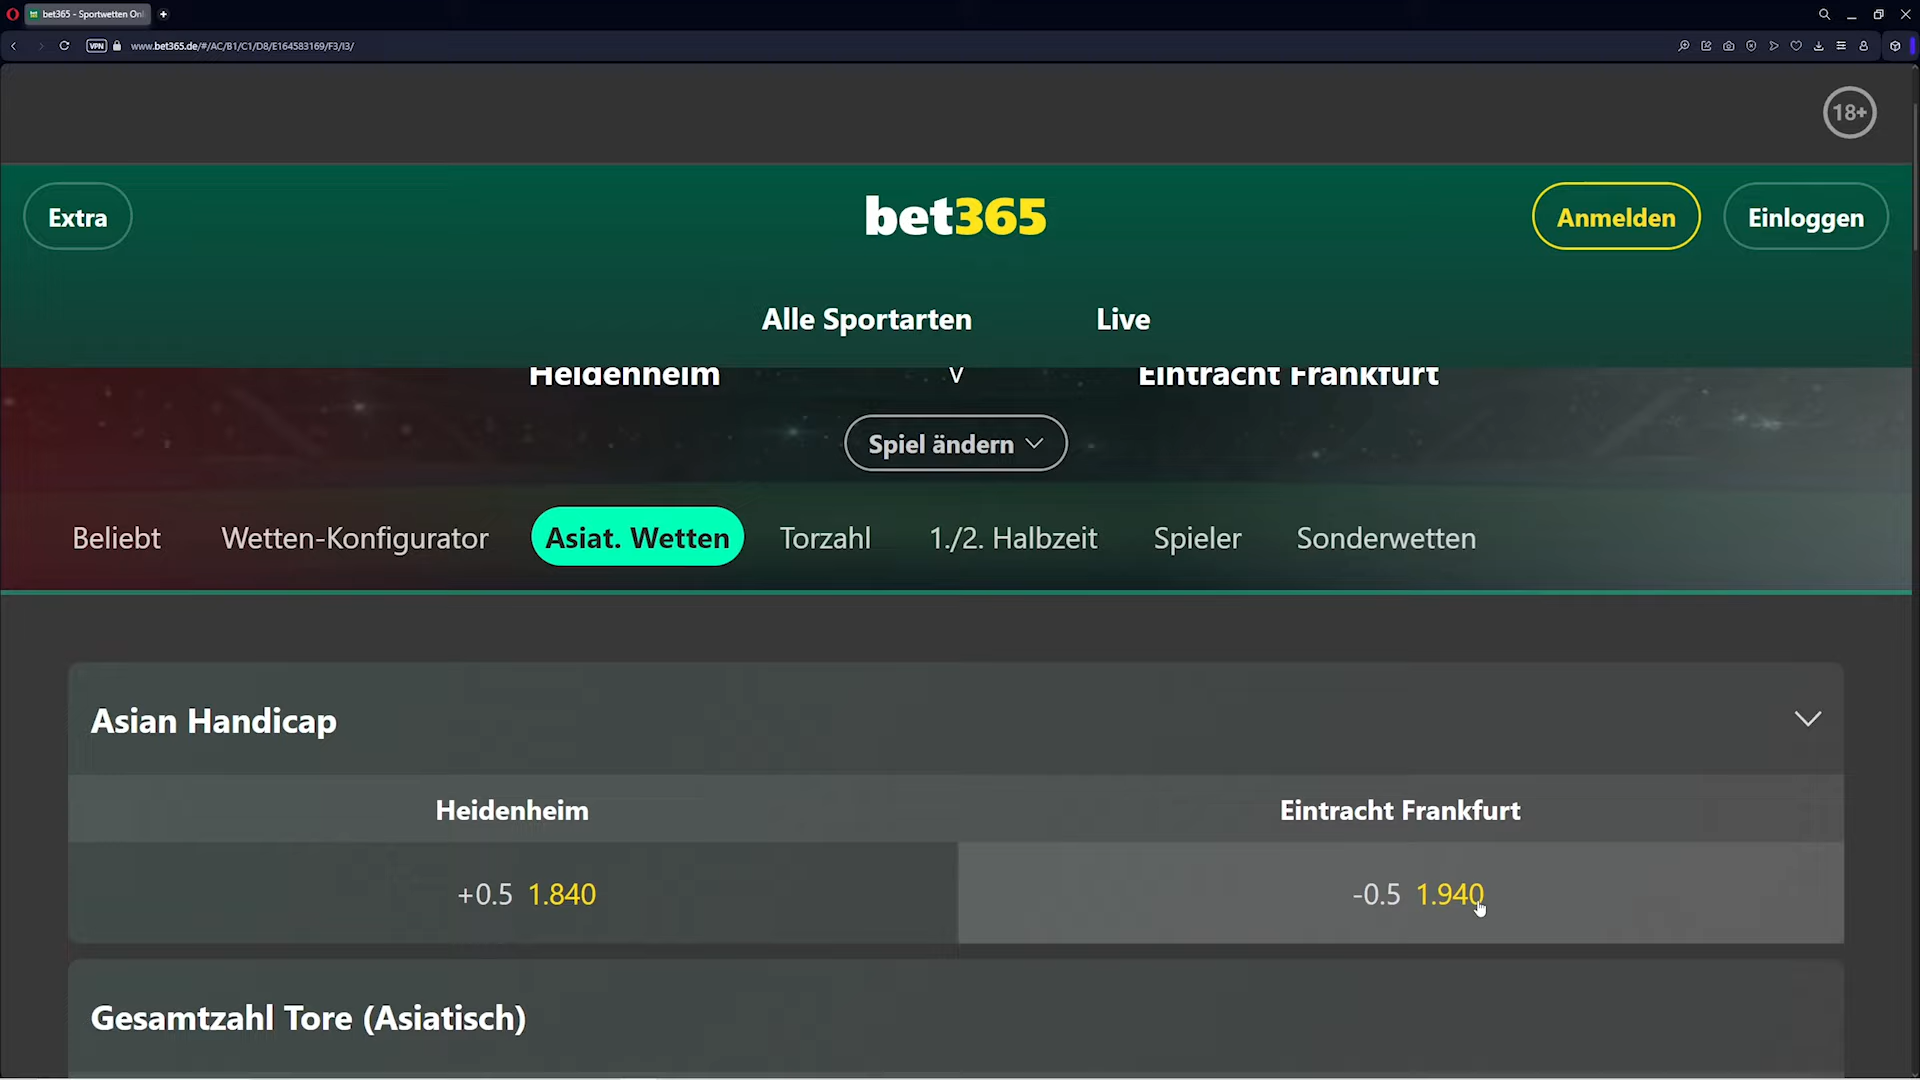 bet365 - Sportwetten Onl
VPN
www.bet365.de/#/AC/B1/C1/D8/E164583169/F3/I3/
18+
Extra
bet365
Anmelden
Einloggen
Alle Sportarten
Live
Heidenheim
v
Eintracht Frankfurt
Spiel ändern
Beliebt
Wetten-Konfigurator
Asiat. Wetten
Torzahl
1./2. Halbzeit
Spieler
Sonderwetten
Asian Handicap
Heidenheim
Eintracht Frankfurt
+0.5 1.840
-0.5 1.940
Gesamtzahl Tore (Asiatisch)